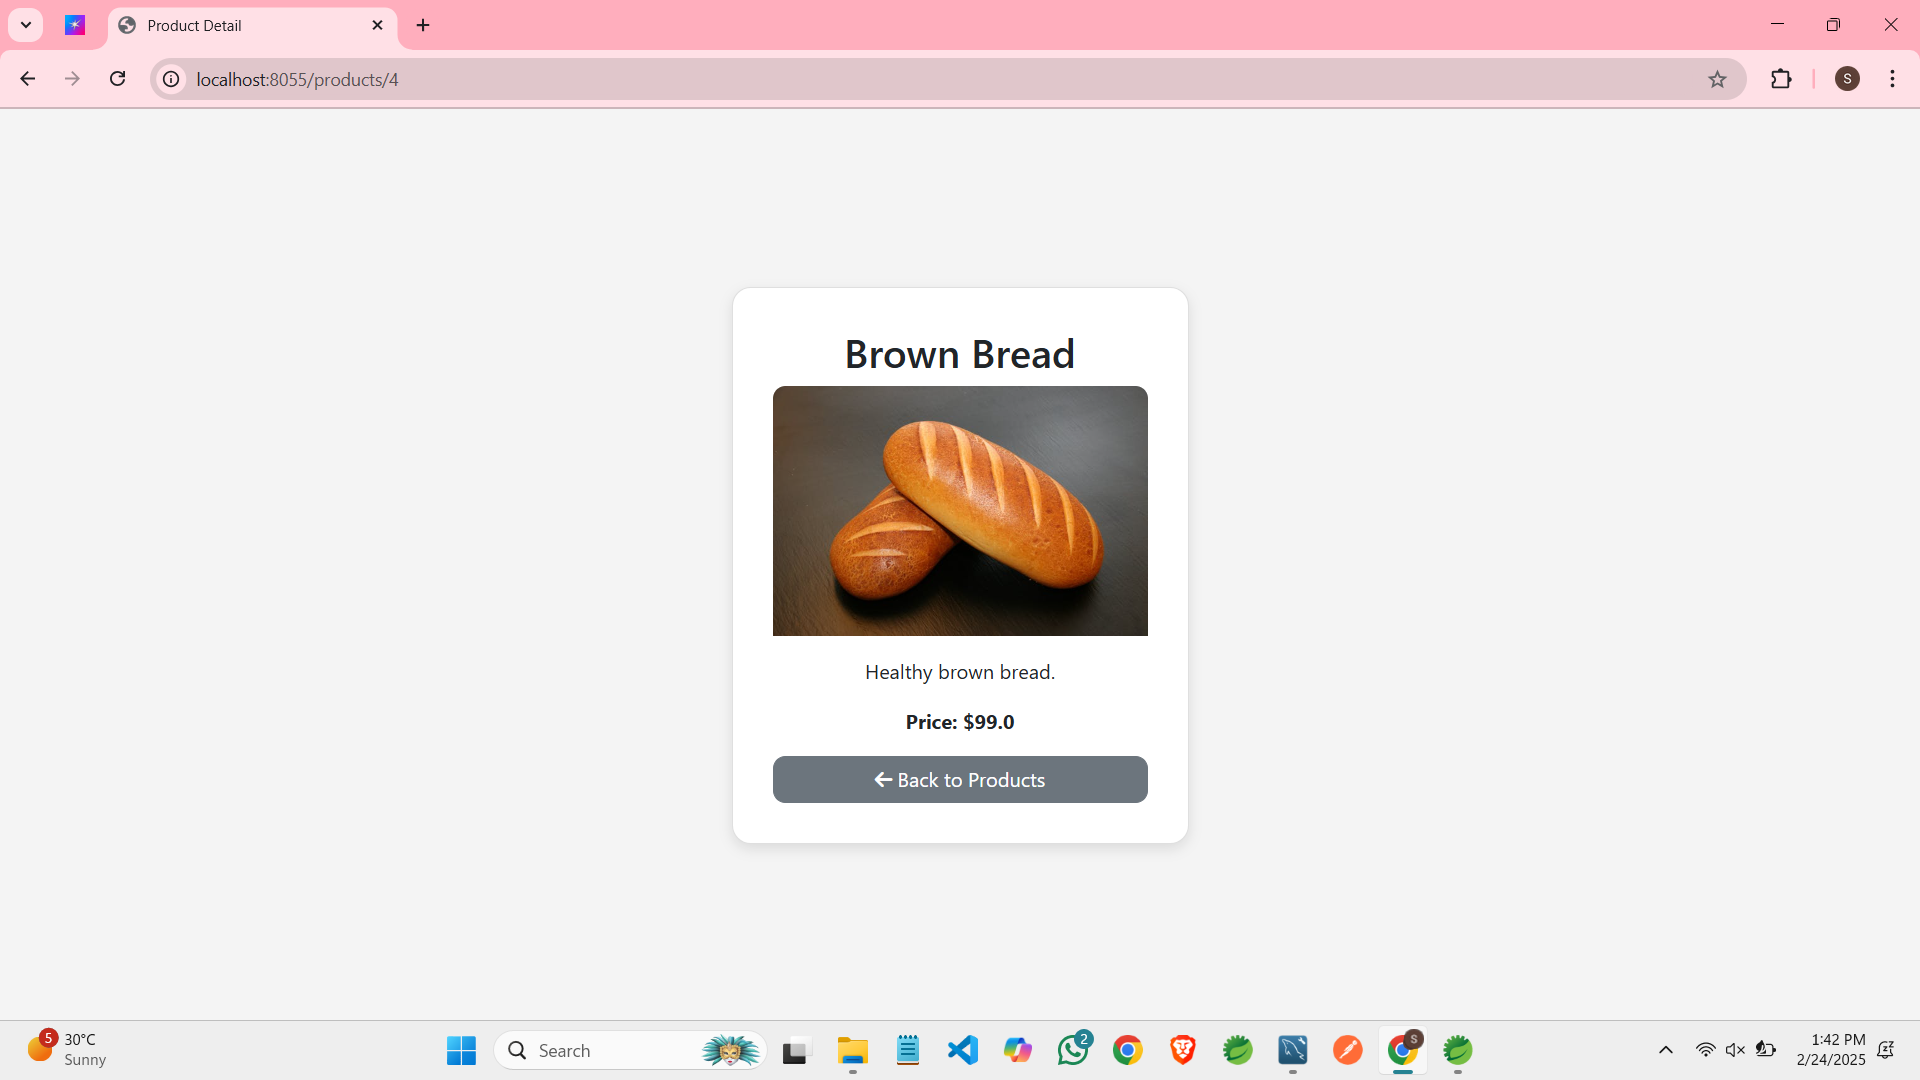 Product Detail
localhost:8055/products/4
S
Brown Bread
Healthy brown bread.
Price: $99.0
Back to Products
5
30°C
Sunny
Search
2
S
1:42 PM
2/24/2025